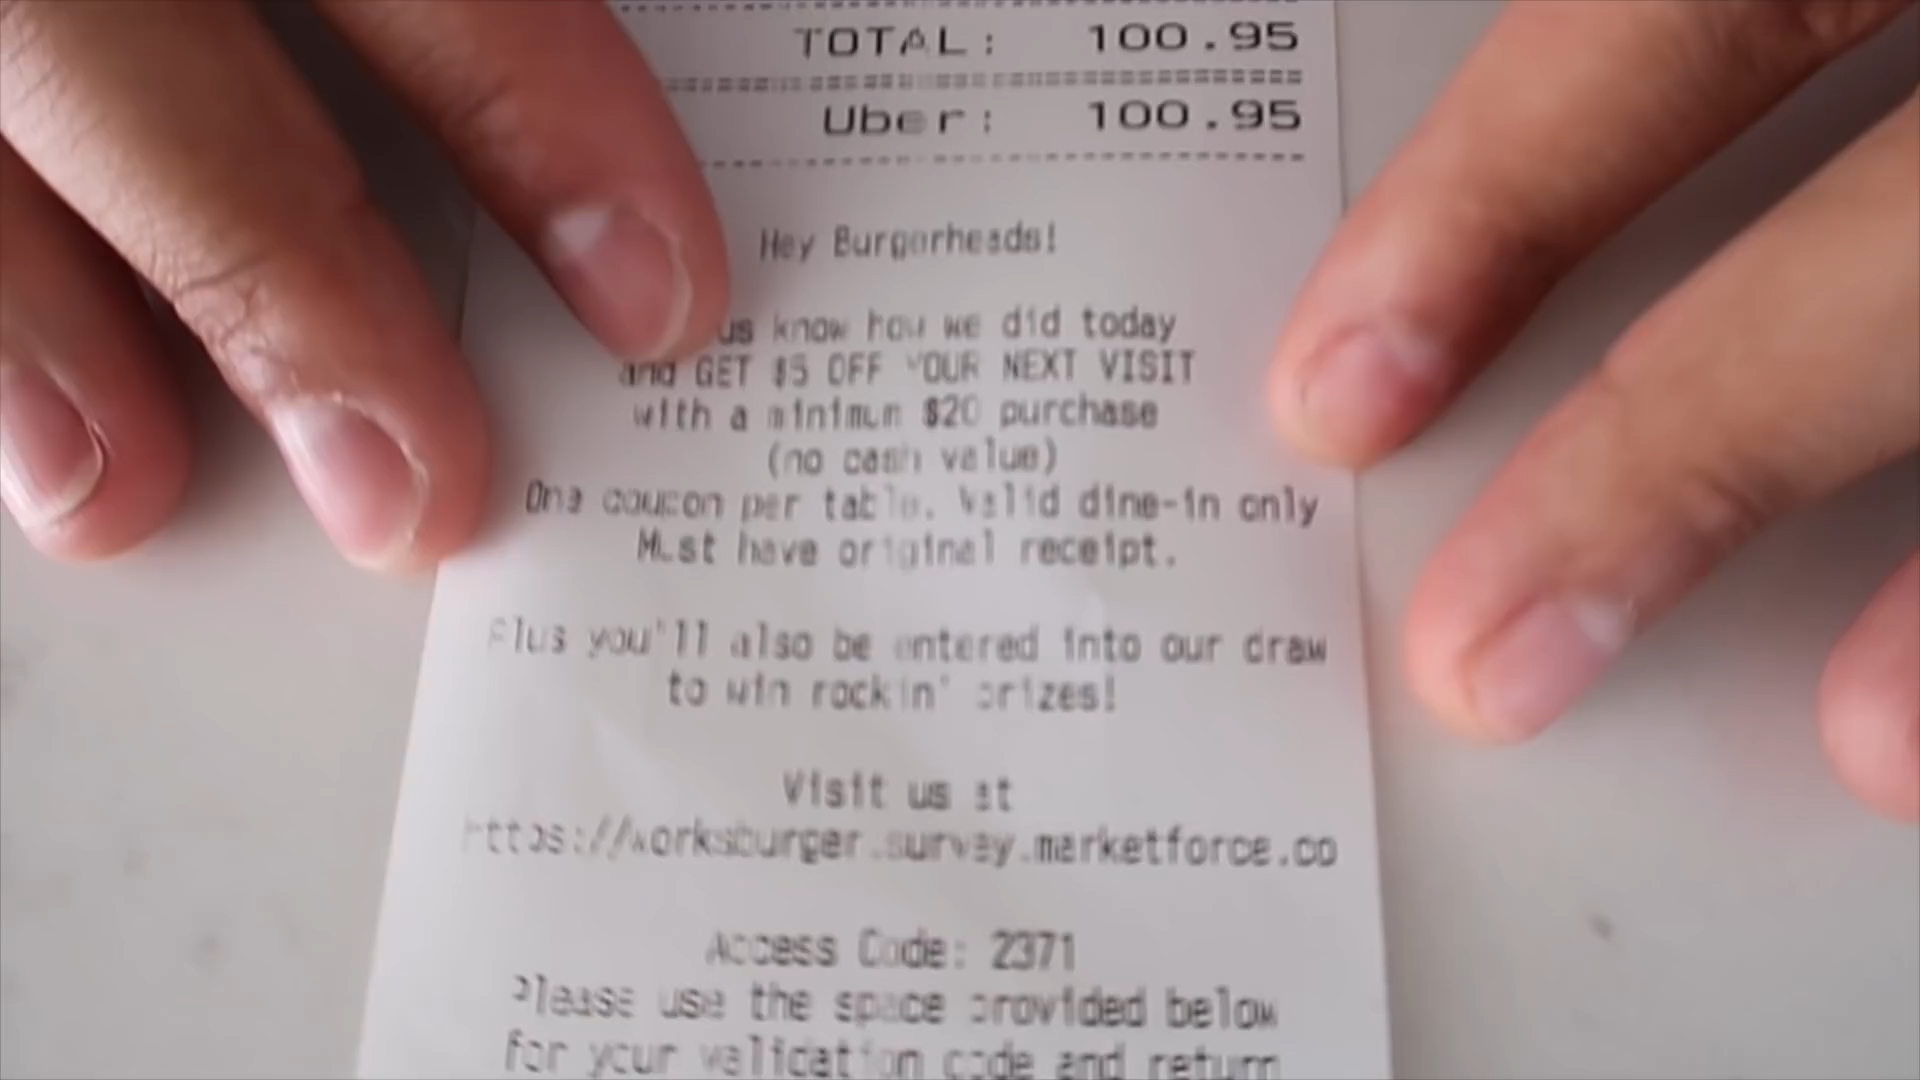 TOTAL: 100.95
Uber: 100.95
Hey Burgerheads!
us know how we did today
and GET $5 OFF YOUR NEXT VISIT
with a minimum $20 purchase
(no cash value)
One coupon per table. Valid dine-in only
Must have original receipt.
Plus you'll also be entered into our draw
to win rockin' prizes!
Visit us at
https://worksburger.survey.marketforce.co
Access Code: 2371
Please use the space provided below
for your validation code and return